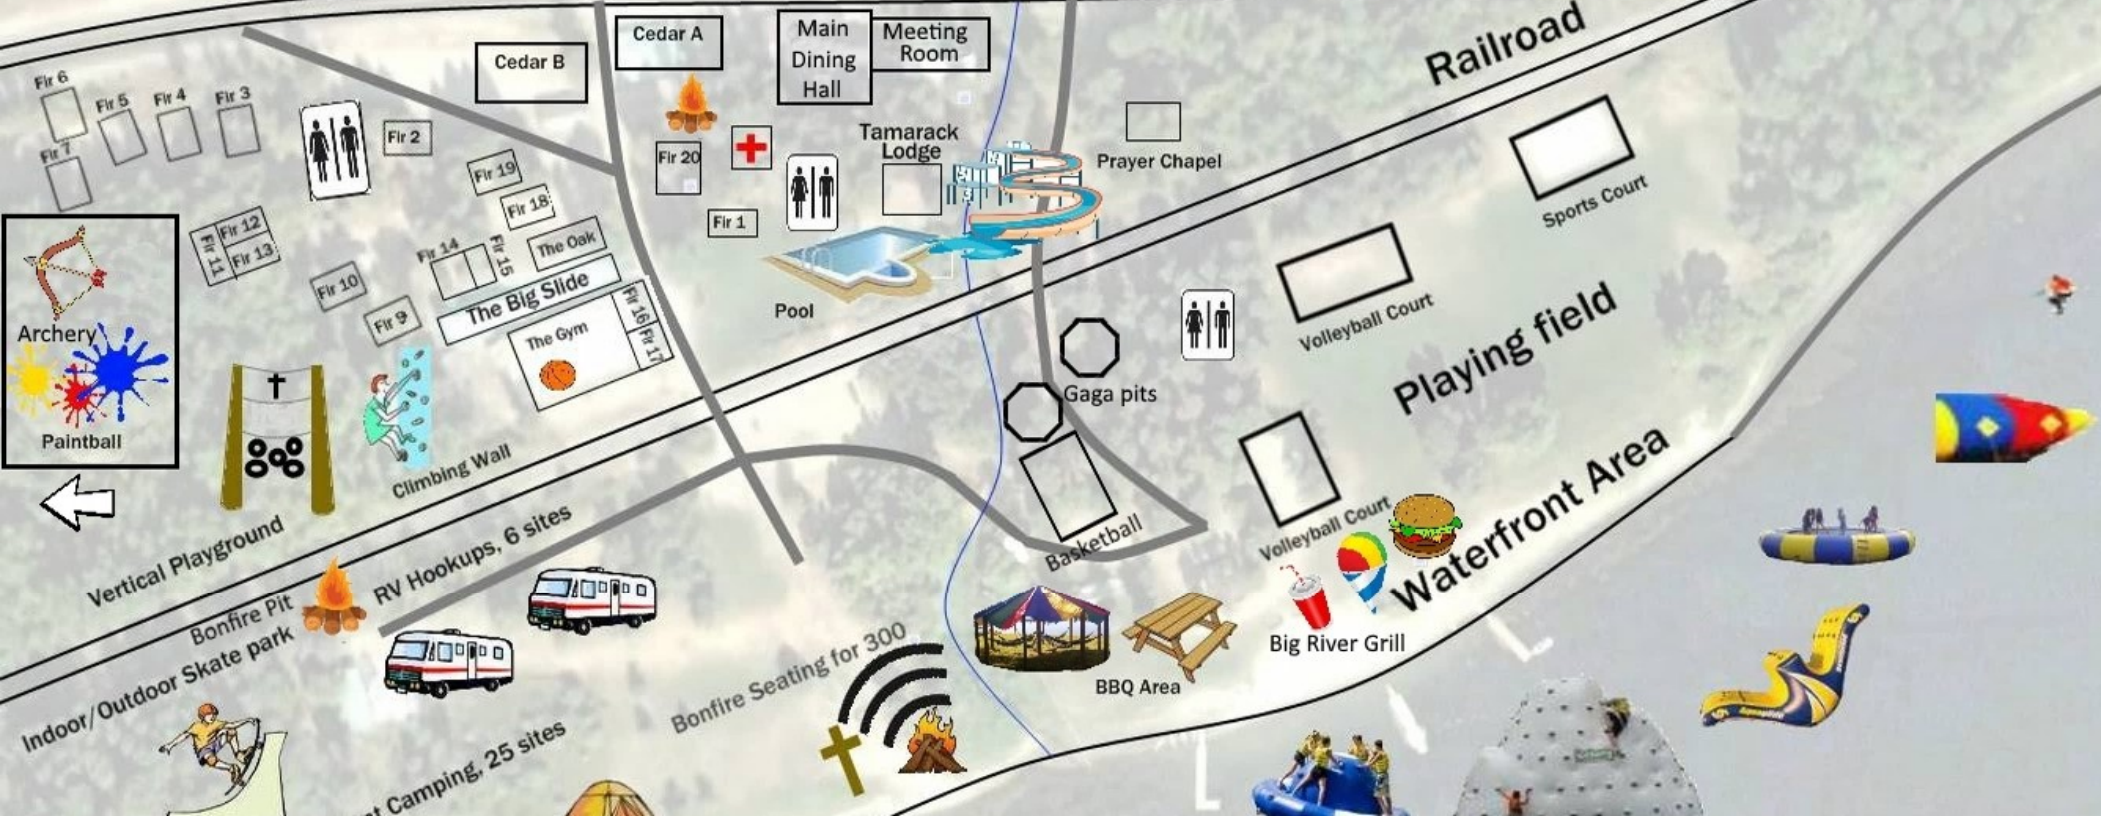 Cedar A
Main
Dining
Hall
Meeting
Room
Railroad
Cedar B
Fir 6
Fir 5
Fir 4
Fir 3
Fir 2
Fir 7
Fir 20
Tamarack
Lodge
Prayer Chapel
Fir 19
Fir 18
Fir 1
Sports Court
Fir 12
Fir 11
Fir 13
Fir 14
Fir 15
The Oak
Fir 10
The Big Slide
Fir 16
Pool
Volleyball Court
Archery
Fir 9
The Gym
Fir 17
Playing field
Gaga pits
Paintball
Climbing Wall
Basketball
Volleyball Court
Waterfront Area
Vertical Playground
RV Hookups, 6 sites
Bonfire Pit
Big River Grill
Indoor/Outdoor Skate park
Bonfire Seating for 300
BBQ Area
Camping, 25 sites